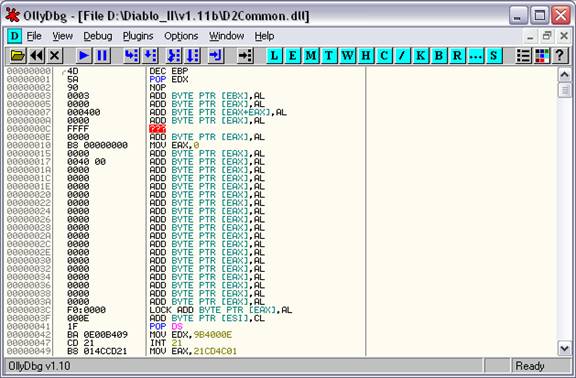 OllyDbg - [File D:\Diablo_II\v1.11b\D2Common.dll]
D File View Debug Plugins Options Window Help
L E M T W H C / K B R ... S ?
00000000 4D DEC EBP
00000001 5A POP EDX
00000002 90 NOP
00000003 0003 ADD BYTE PTR [EBX],AL
00000005 0000 ADD BYTE PTR [EAX],AL
00000007 000400 ADD BYTE PTR [EAX+EAX],AL
0000000A 0000 ADD BYTE PTR [EAX],AL
0000000C FFFF ???
0000000E 0000 ADD BYTE PTR [EAX],AL
00000010 B8 00000000 MOV EAX,0
00000015 0000 ADD BYTE PTR [EAX],AL
00000017 0040 00 ADD BYTE PTR [EAX],AL
0000001A 0000 ADD BYTE PTR [EAX],AL
0000001C 0000 ADD BYTE PTR [EAX],AL
0000001E 0000 ADD BYTE PTR [EAX],AL
00000020 0000 ADD BYTE PTR [EAX],AL
00000022 0000 ADD BYTE PTR [EAX],AL
00000024 0000 ADD BYTE PTR [EAX],AL
00000026 0000 ADD BYTE PTR [EAX],AL
00000028 0000 ADD BYTE PTR [EAX],AL
0000002A 0000 ADD BYTE PTR [EAX],AL
0000002C 0000 ADD BYTE PTR [EAX],AL
0000002E 0000 ADD BYTE PTR [EAX],AL
00000030 0000 ADD BYTE PTR [EAX],AL
00000032 0000 ADD BYTE PTR [EAX],AL
00000034 0000 ADD BYTE PTR [EAX],AL
00000036 0000 ADD BYTE PTR [EAX],AL
00000038 0000 ADD BYTE PTR [EAX],AL
0000003A 0000 ADD BYTE PTR [EAX],AL
0000003C F0:0000 LOCK ADD BYTE PTR [EAX],AL
0000003F 000E ADD BYTE PTR [ESI],CL
00000041 1F POP DS
00000042 BA 0E00B409 MOV EDX,9B4000E
00000047 CD 21 INT 21
00000049 B8 014CCD21 MOV EAX,21CD4C01
OllyDbg v1.10 Ready